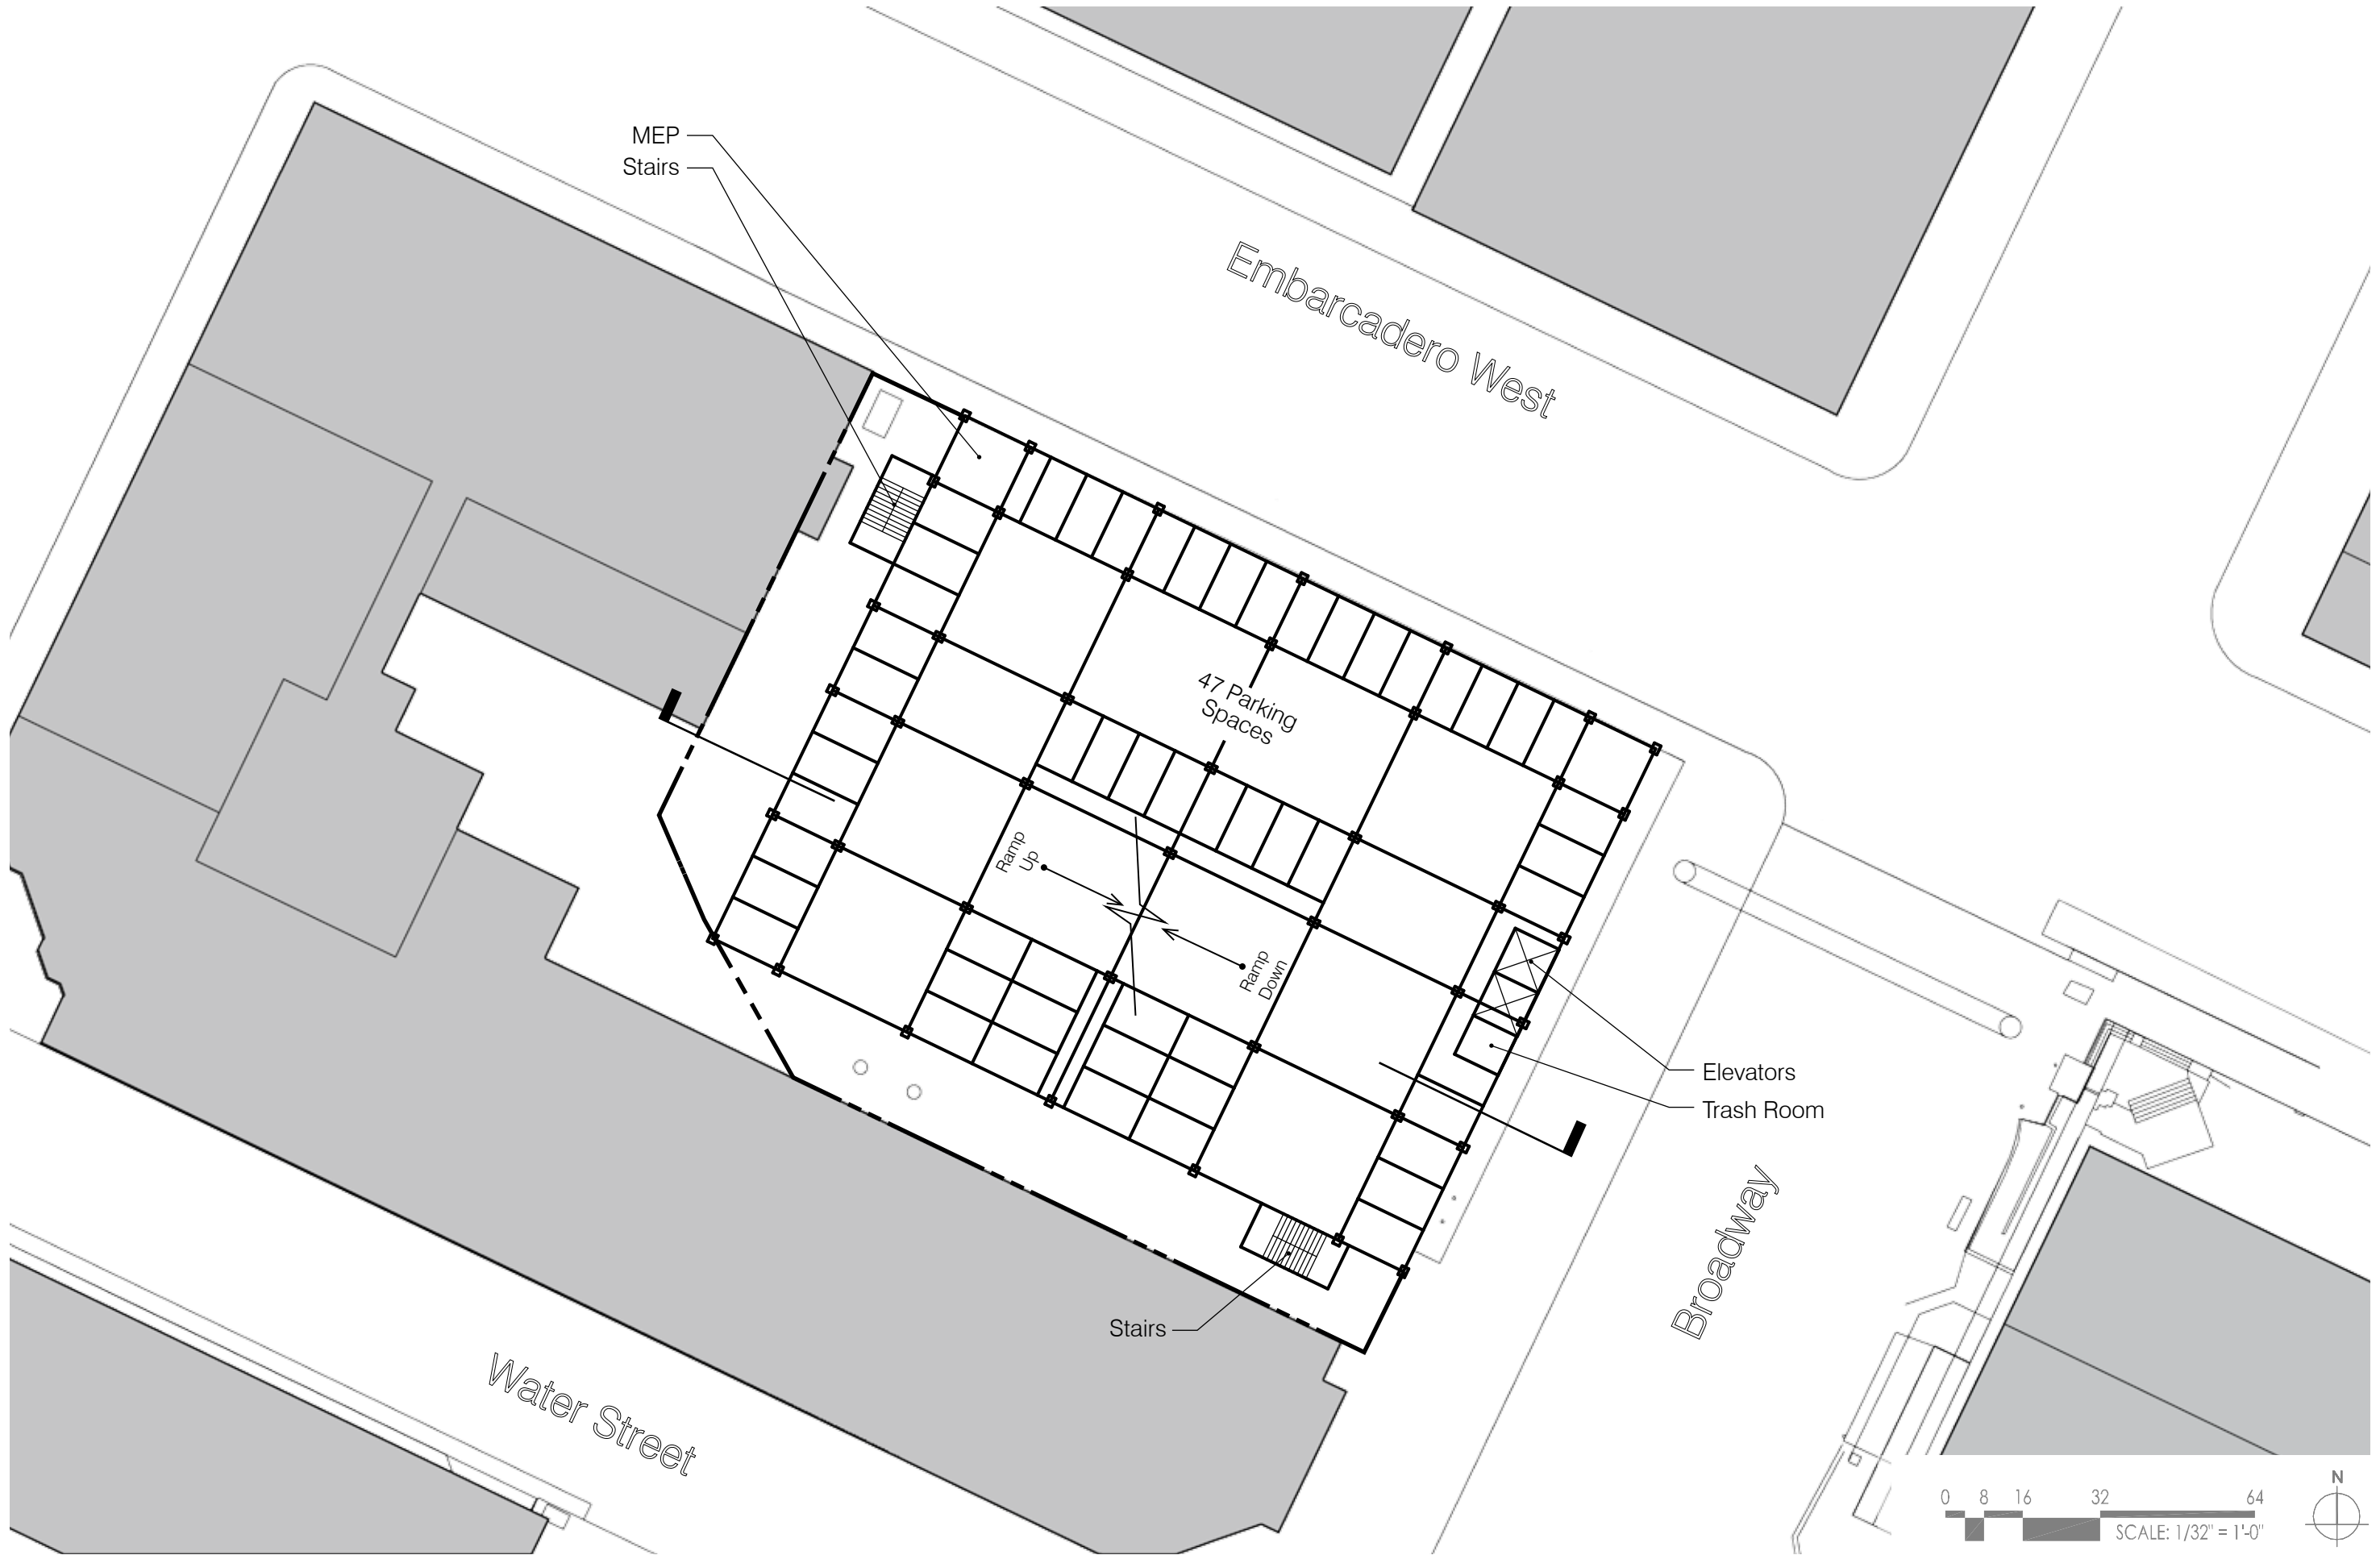 MEP
Stairs
Embarcadero West
47 Parking
Spaces
Ramp
Up
Ramp
Down
Elevators
Trash Room
Broadway
Stairs
Water Street
0 8 16 32 64
SCALE: 1/32" = 1'-0"
N